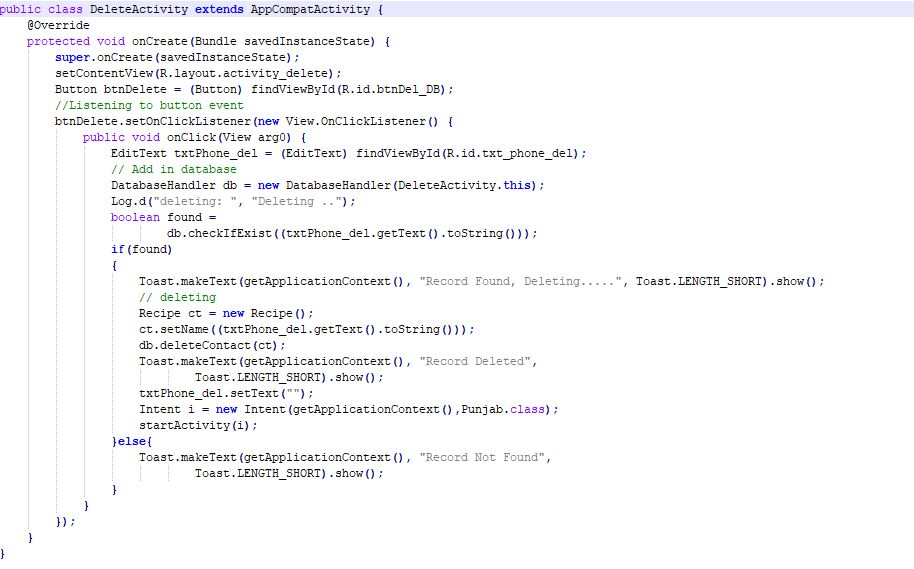 public class DeleteActivity extends AppCompatActivity {
    @Override
    protected void onCreate(Bundle savedInstanceState) {
        super.onCreate(savedInstanceState);
        setContentView(R.layout.activity_delete);
        Button btnDelete = (Button) findViewById(R.id.btnDel_DB);
        //Listening to button event
        btnDelete.setOnClickListener(new View.OnClickListener() {
            public void onClick(View arg0) {
                EditText txtPhone_del = (EditText) findViewById(R.id.txt_phone_del);
                // Add in database
                DatabaseHandler db = new DatabaseHandler(DeleteActivity.this);
                Log.d("deleting: ", "Deleting ..");
                boolean found =
                        db.checkIfExist((txtPhone_del.getText().toString()));
                if(found)
                {
                    Toast.makeText(getApplicationContext(), "Record Found, Deleting.....", Toast.LENGTH_SHORT).show();
                    // deleting
                    Recipe ct = new Recipe();
                    ct.setName((txtPhone_del.getText().toString()));
                    db.deleteContact(ct);
                    Toast.makeText(getApplicationContext(), "Record Deleted",
                            Toast.LENGTH_SHORT).show();
                    txtPhone_del.setText("");
                    Intent i = new Intent(getApplicationContext(),Punjab.class);
                    startActivity(i);
                }else{
                    Toast.makeText(getApplicationContext(), "Record Not Found",
                            Toast.LENGTH_SHORT).show();
                }
            }
        });
    }
}